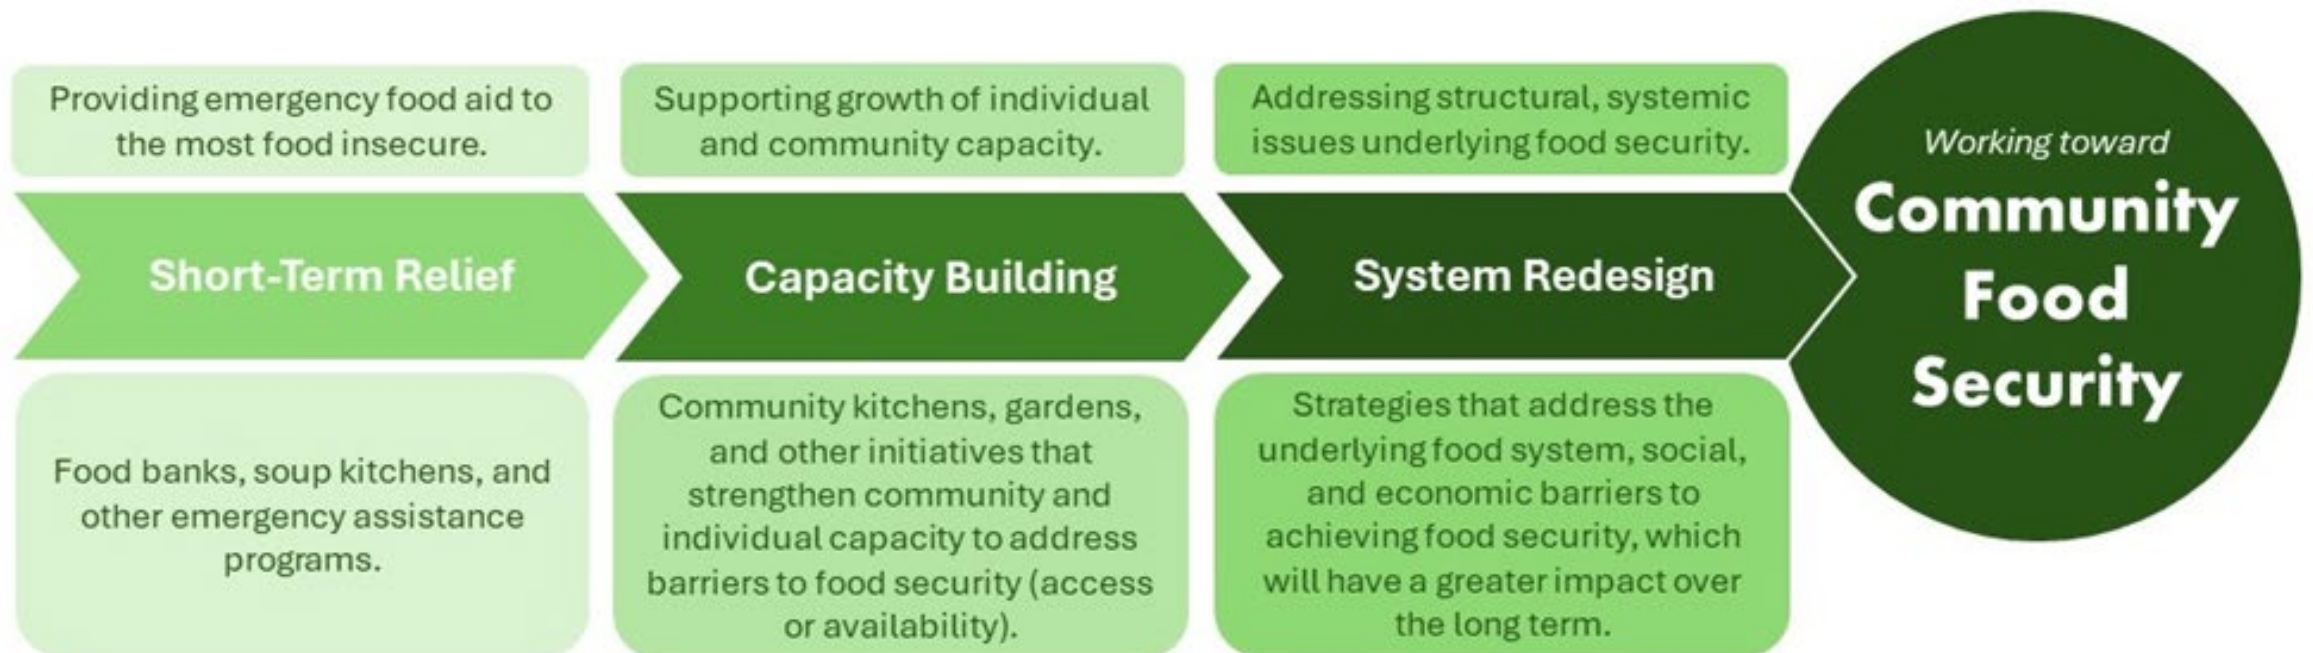 Providing emergency food aid to
the most food insecure.
Short-Term Relief
Food banks, soup kitchens, and
other emergency assistance
programs.
Supporting growth of individual
and community capacity.
Capacity Building
Community kitchens, gardens,
and other initiatives that
strengthen community and
individual capacity to address
barriers to food security (access
or availability).
Addressing structural, systemic
issues underlying food security.
System Redesign
Strategies that address the
underlying food system, social,
and economic barriers to
achieving food security, which
will have a greater impact over
the long term.
Working toward
Community
Food
Security